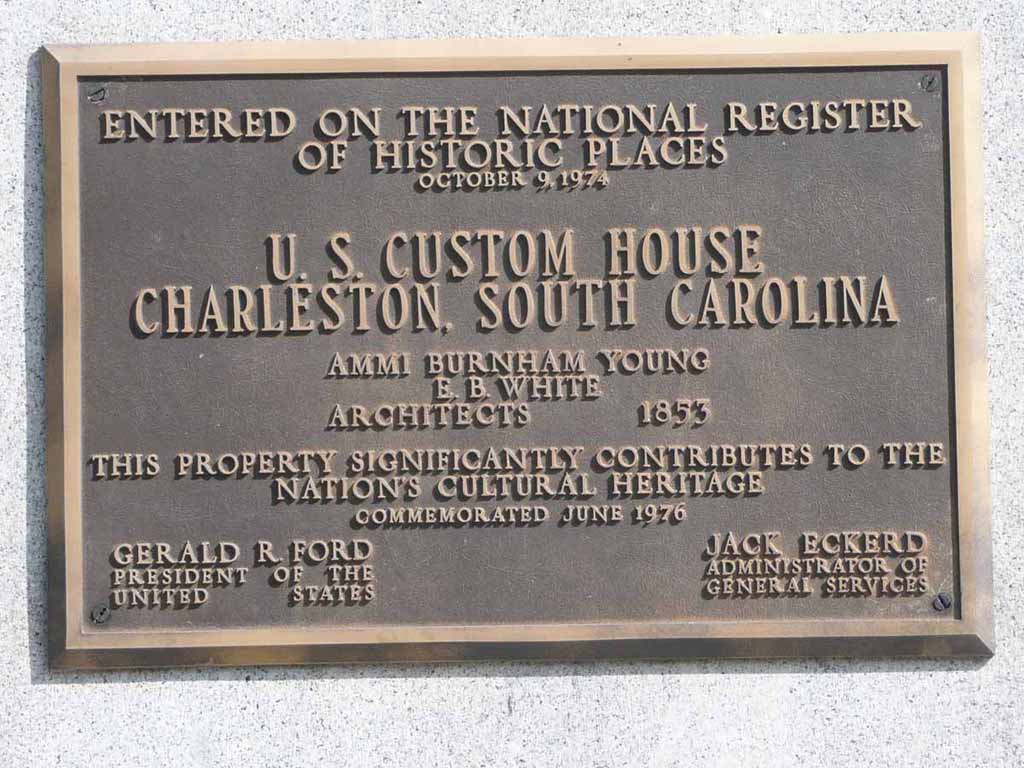 ENTERED ON THE NATIONAL REGISTER
OF HISTORIC PLACES
OCTOBER 9, 1974
U. S. CUSTOM HOUSE
CHARLESTON, SOUTH CAROLINA
AMMI BURNHAM YOUNG
E. B. WHITE
ARCHITECTS 1853
THIS PROPERTY SIGNIFICANTLY CONTRIBUTES TO THE
NATION'S CULTURAL HERITAGE
COMMEMORATED JUNE 1976
GERALD R. FORD
PRESIDENT OF THE
UNITED STATES
JACK ECKERD
ADMINISTRATOR OF
GENERAL SERVICES